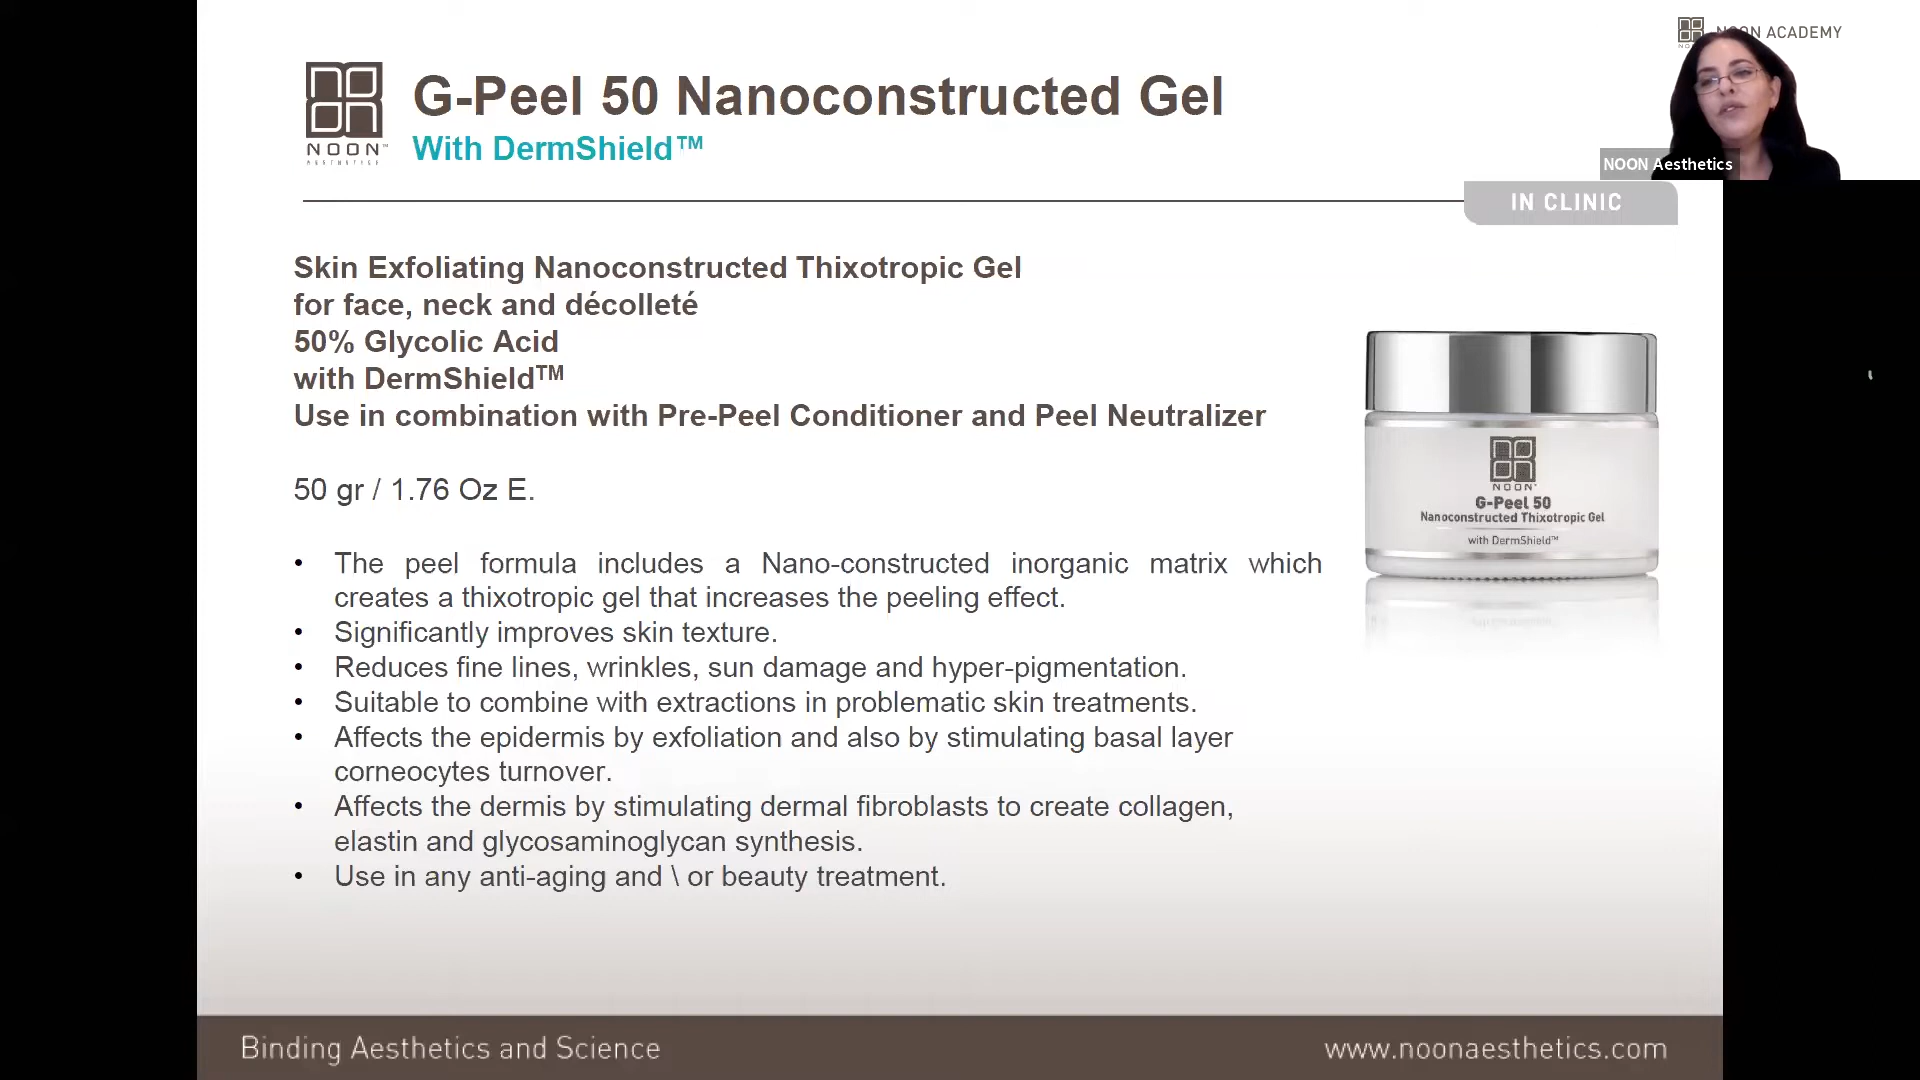 NOON ACADEMY
NOON™
AESTHETICS
G-Peel 50 Nanoconstructed Gel
With DermShield™
NOON Aesthetics
IN CLINIC
Skin Exfoliating Nanoconstructed Thixotropic Gel
for face, neck and décolleté
50% Glycolic Acid
with DermShield™
Use in combination with Pre-Peel Conditioner and Peel Neutralizer
50 gr / 1.76 Oz E.
• The peel formula includes a Nano-constructed inorganic matrix which
creates a thixotropic gel that increases the peeling effect.
• Significantly improves skin texture.
• Reduces fine lines, wrinkles, sun damage and hyper-pigmentation.
• Suitable to combine with extractions in problematic skin treatments.
• Affects the epidermis by exfoliation and also by stimulating basal layer
corneocytes turnover.
• Affects the dermis by stimulating dermal fibroblasts to create collagen,
elastin and glycosaminoglycan synthesis.
• Use in any anti-aging and \ or beauty treatment.
NOON
G-Peel 50
Nanoconstructed Thixotropic Gel
with DermShield™
Binding Aesthetics and Science
www.noonaesthetics.com